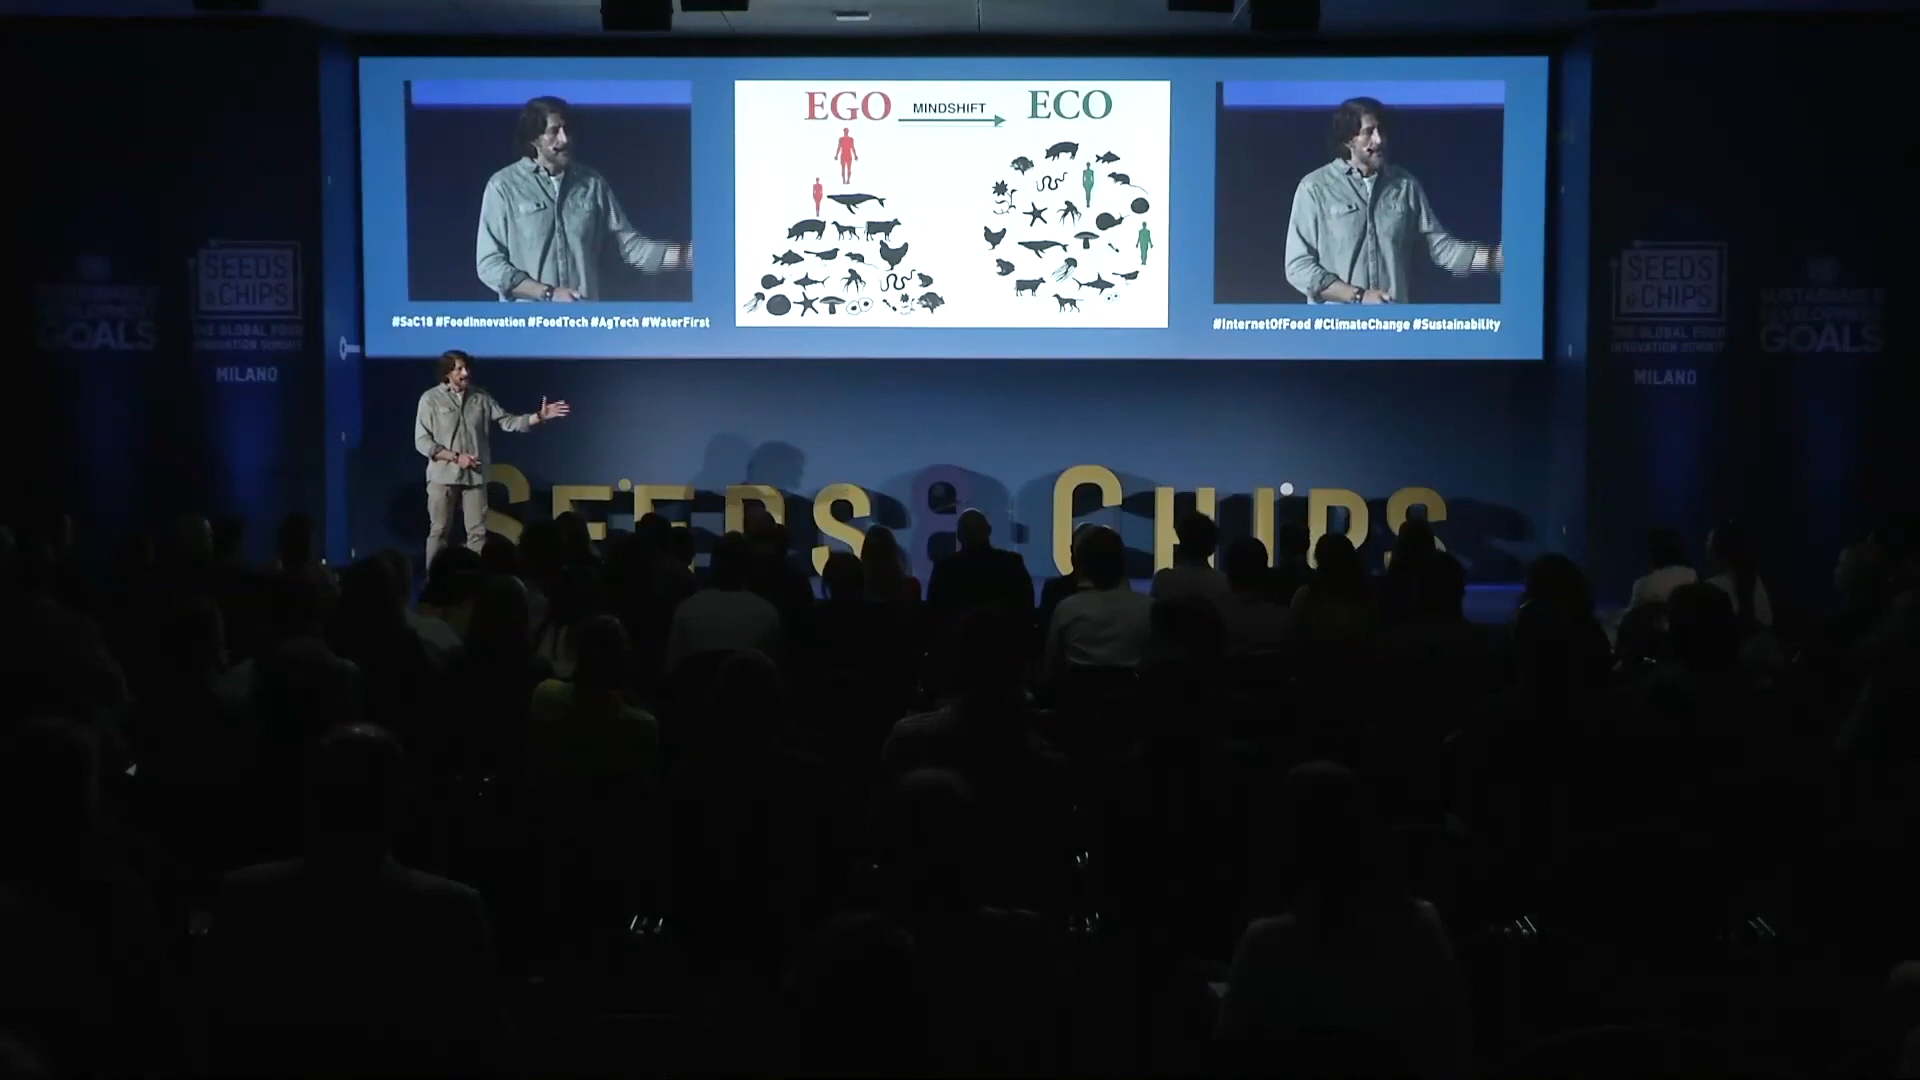 EGO MINDSHIFT ECO
#SaC18 #FoodInnovation #FoodTech #AgTech #WaterFirst
#InternetOfFood #ClimateChange #Sustainability
SEEDS
& CHIPS
THE GLOBAL FOOD
INNOVATION SUMMIT
MILANO
GOALS
SEEDS
& CHIPS
THE GLOBAL FOOD
INNOVATION SUMMIT
MILANO
SUSTAINABLE
DEVELOPMENT
GOALS
SEEDS & CHIPS